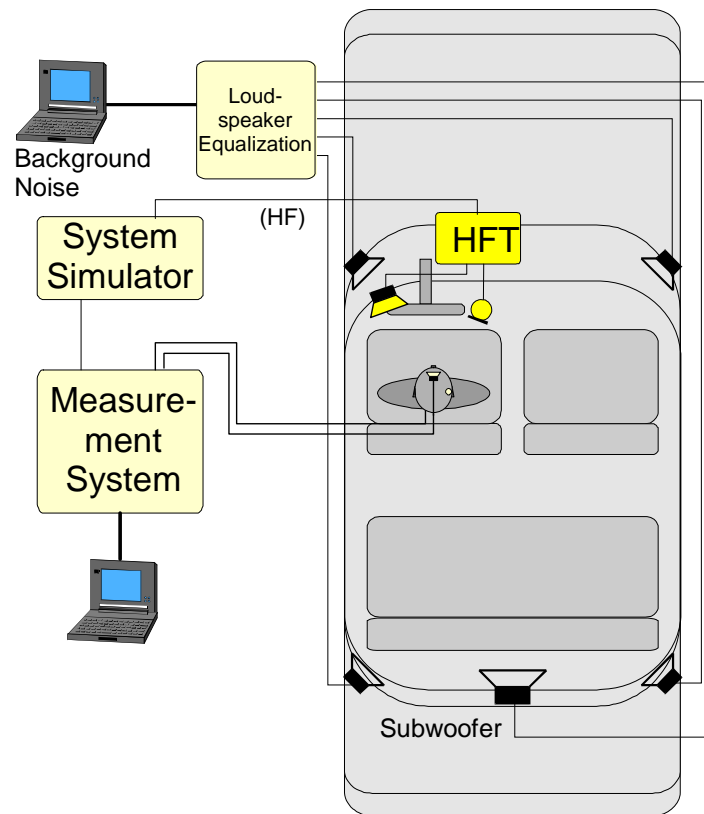 Loud-
speaker
Equalization
Background
Noise
(HF)
HFT
System
Simulator
Measure-
ment
System
Subwoofer